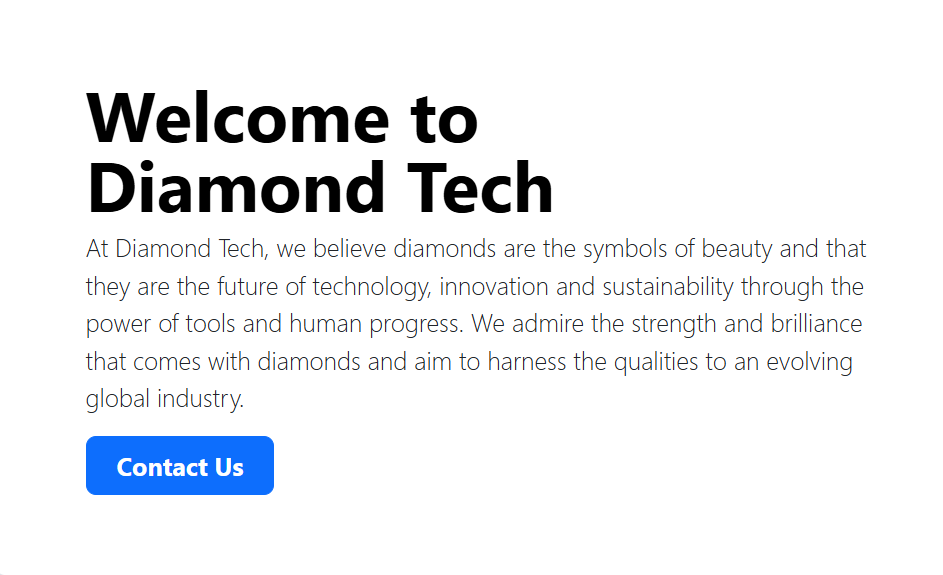 Welcome to
Diamond Tech
At Diamond Tech, we believe diamonds are the symbols of beauty and that
they are the future of technology, innovation and sustainability through the
power of tools and human progress. We admire the strength and brilliance
that comes with diamonds and aim to harness the qualities to an evolving
global industry.
Contact Us